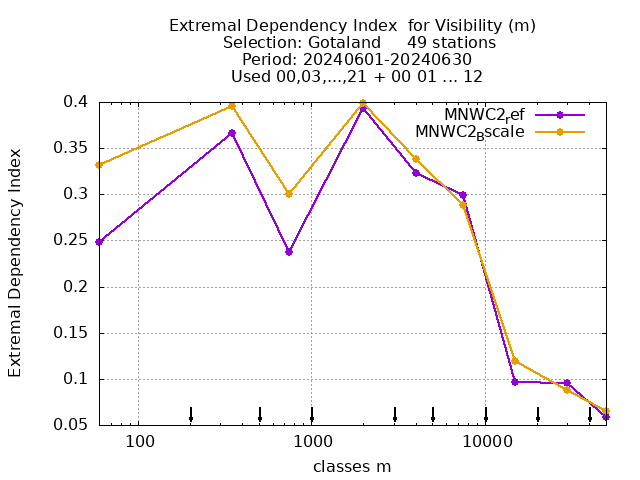 Extremal Dependency Index  for Visibility (m)
Selection: Gotaland     49 stations
Period: 20240601-20240630
Used 00,03,...,21 + 00 01 ... 12
MNWC2_ref
MNWC2_Bscale
0.4
0.35
0.3
0.25
0.2
0.15
0.1
0.05
100
1000
10000
Extremal Dependency Index
classes m